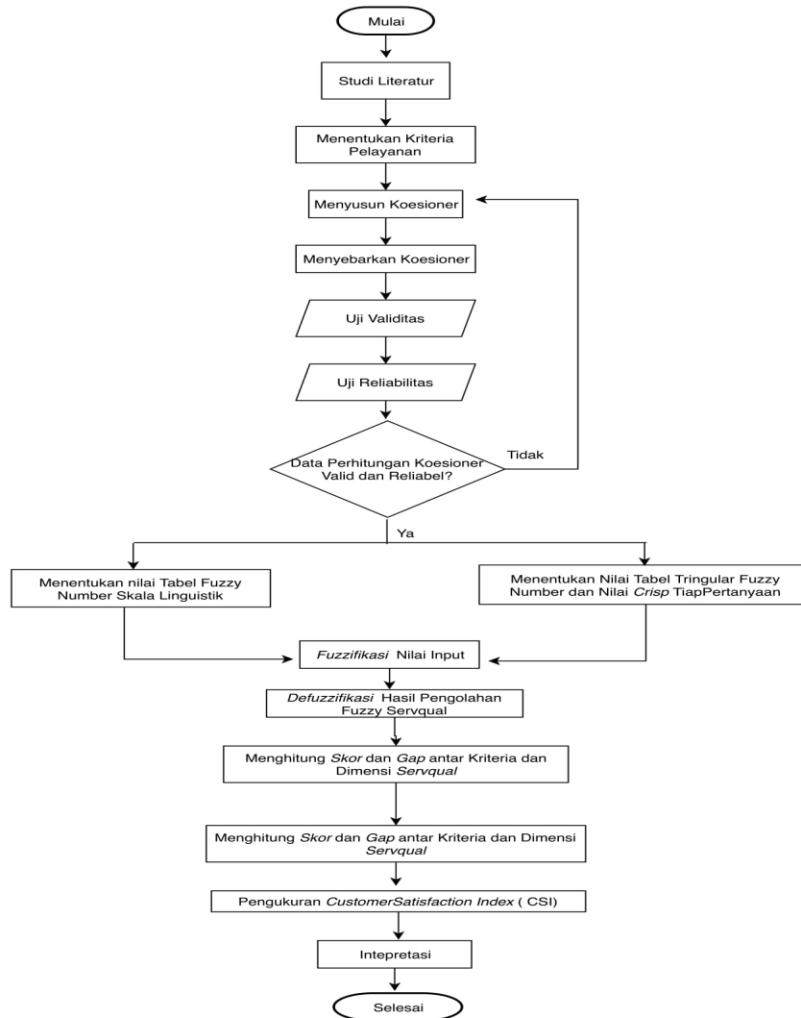 Mulai
Studi Literatur
Menentukan Kriteria
Pelayanan
Menyusun Koesioner
Menyebarkan Koesioner
Uji Validitas
Uji Reliabilitas
Data Perhitungan Koesioner
Valid dan Reliabel?
Tidak
Ya
Menentukan nilai Tabel Fuzzy
Number Skala Linguistik
Menentukan Nilai Tabel Tringular Fuzzy
Number dan Nilai Crisp TiapPertanyaan
Fuzzifikasi Nilai Input
Defuzzifikasi Hasil Pengolahan
Fuzzy Servqual
Menghitung Skor dan Gap antar Kriteria dan
Dimensi Servqual
Menghitung Skor dan Gap antar Kriteria dan Dimensi
Servqual
Pengukuran CustomerSatisfaction Index ( CSI)
Intepretasi
Selesai